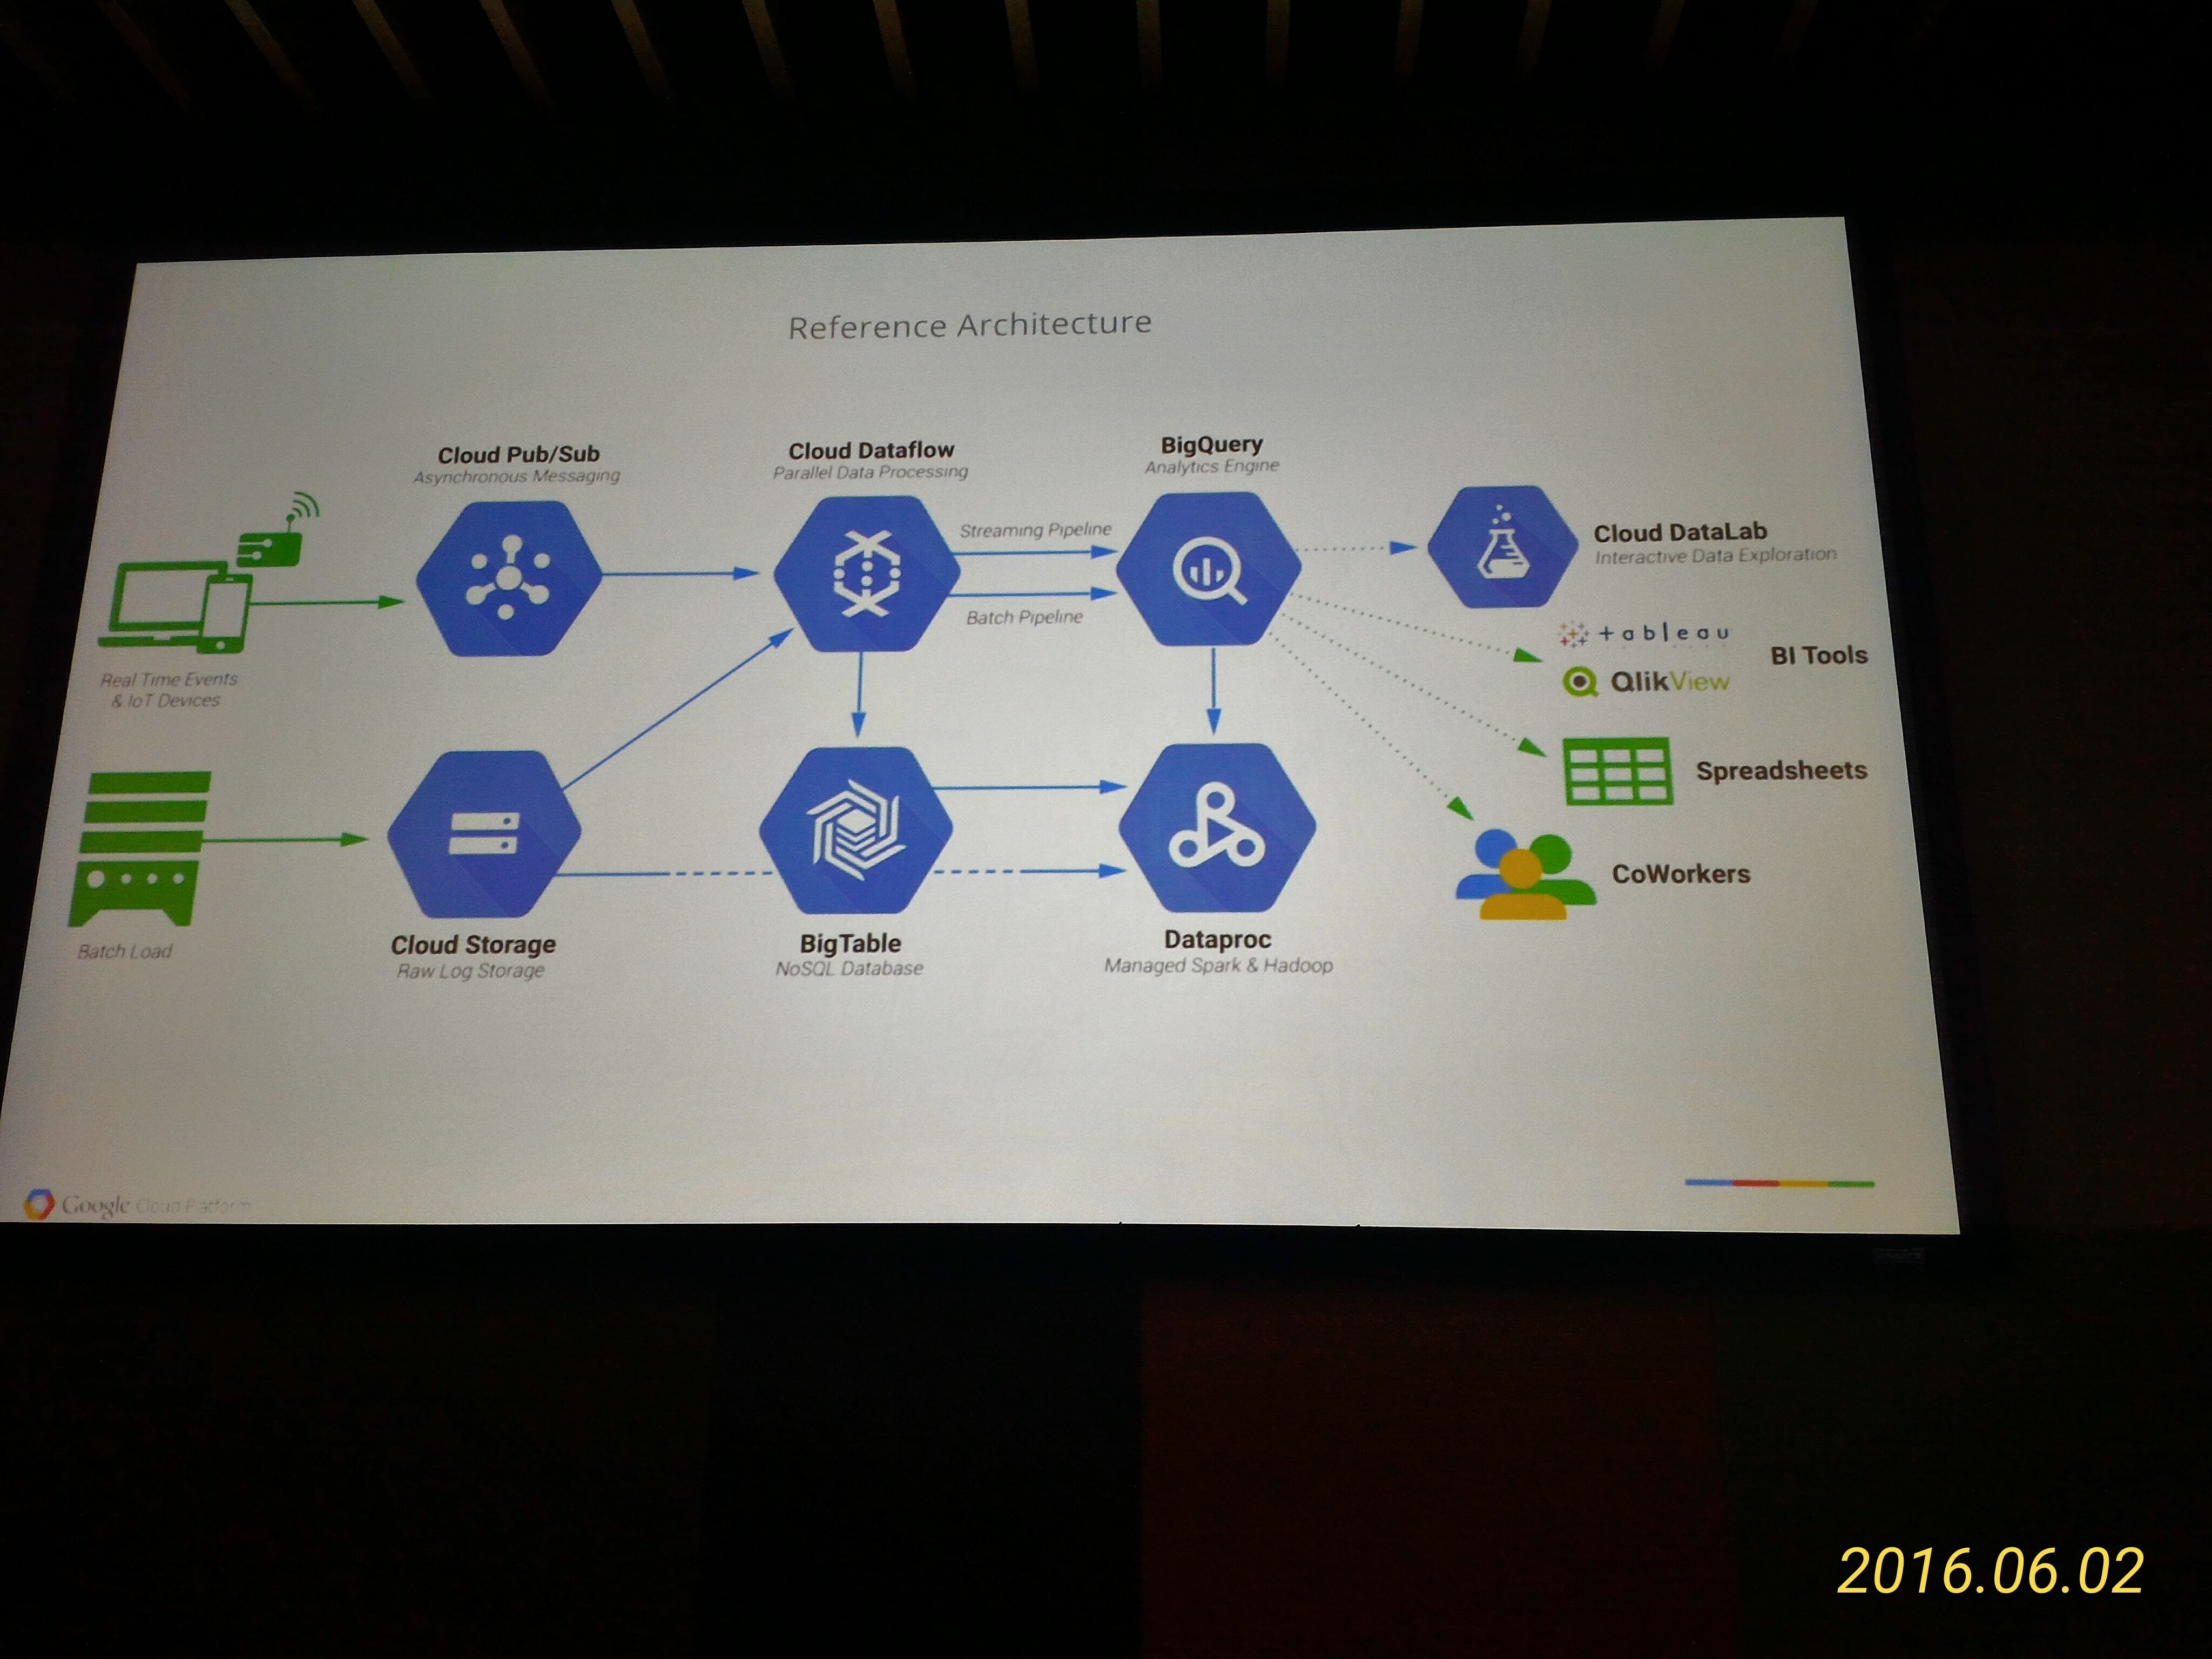 Reference Architecture
Cloud Pub/Sub
Asynchronous Messaging
Cloud Dataflow
Parallel Data Processing
BigQuery
Analytics Engine
Streaming Pipeline
Batch Pipeline
Cloud DataLab
Interactive Data Exploration
+ableau
QlikView
BI Tools
Real Time Events
& IoT Devices
Spreadsheets
CoWorkers
Batch Load
Cloud Storage
Raw Log Storage
BigTable
NoSQL Database
Dataproc
Managed Spark & Hadoop
Google Cloud Platform
2016.06.02